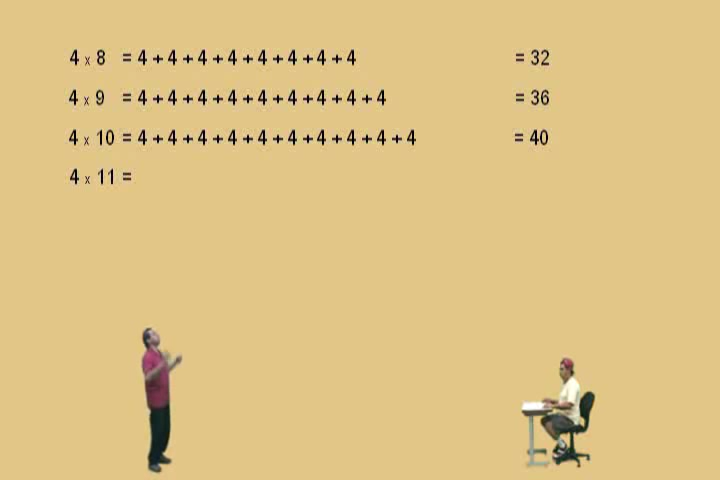 4 x 8 = 4 + 4 + 4 + 4 + 4 + 4 + 4 + 4 = 32
4 x 9 = 4 + 4 + 4 + 4 + 4 + 4 + 4 + 4 + 4 = 36
4 x 10 = 4 + 4 + 4 + 4 + 4 + 4 + 4 + 4 + 4 + 4 = 40
4 x 11 =